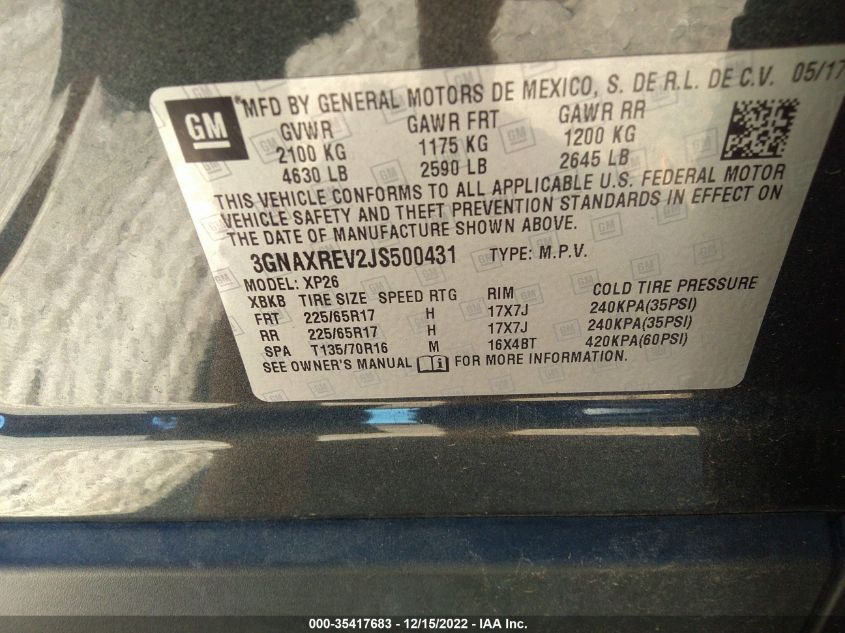 GM ® MFD BY GENERAL MOTORS DE MEXICO, S. DE R.L. DE C.V. 05/17
GVWR GAWR FRT GAWR RR
2100 KG 1175 KG 1200 KG
4630 LB 2590 LB 2645 LB
THIS VEHICLE CONFORMS TO ALL APPLICABLE U.S. FEDERAL MOTOR
VEHICLE SAFETY AND THEFT PREVENTION STANDARDS IN EFFECT ON
THE DATE OF MANUFACTURE SHOWN ABOVE.
3GNAXREV2JS500431 TYPE: M.P.V.
MODEL: XP26
XBKB TIRE SIZE SPEED RTG RIM COLD TIRE PRESSURE
FRT 225/65R17 H 17X7J 240KPA(35PSI)
RR 225/65R17 H 17X7J 240KPA(35PSI)
SPA T135/70R16 M 16X4BT 420KPA(60PSI)
SEE OWNER'S MANUAL FOR MORE INFORMATION.
000-35417683 - 12/15/2022 - IAA Inc.